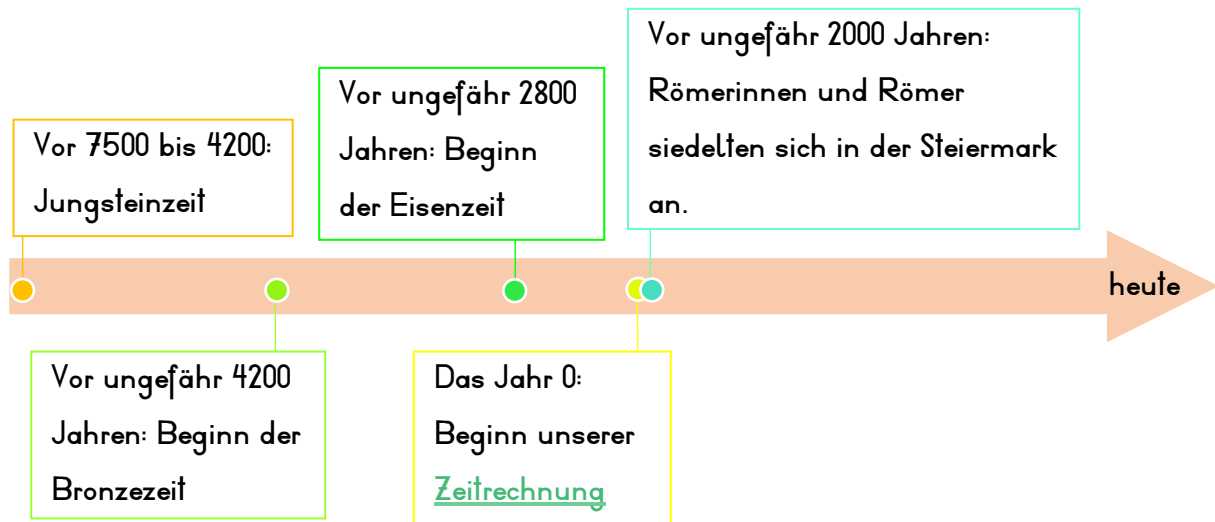 Vor 7500 bis 4200:
Jungsteinzeit
Vor ungefähr 2800
Jahren: Beginn
der Eisenzeit
Vor ungefähr 2000 Jahren:
Römerinnen und Römer
siedelten sich in der Steiermark
an.
heute
Vor ungefähr 4200
Jahren: Beginn der
Bronzezeit
Das Jahr 0:
Beginn unserer
Zeitrechnung